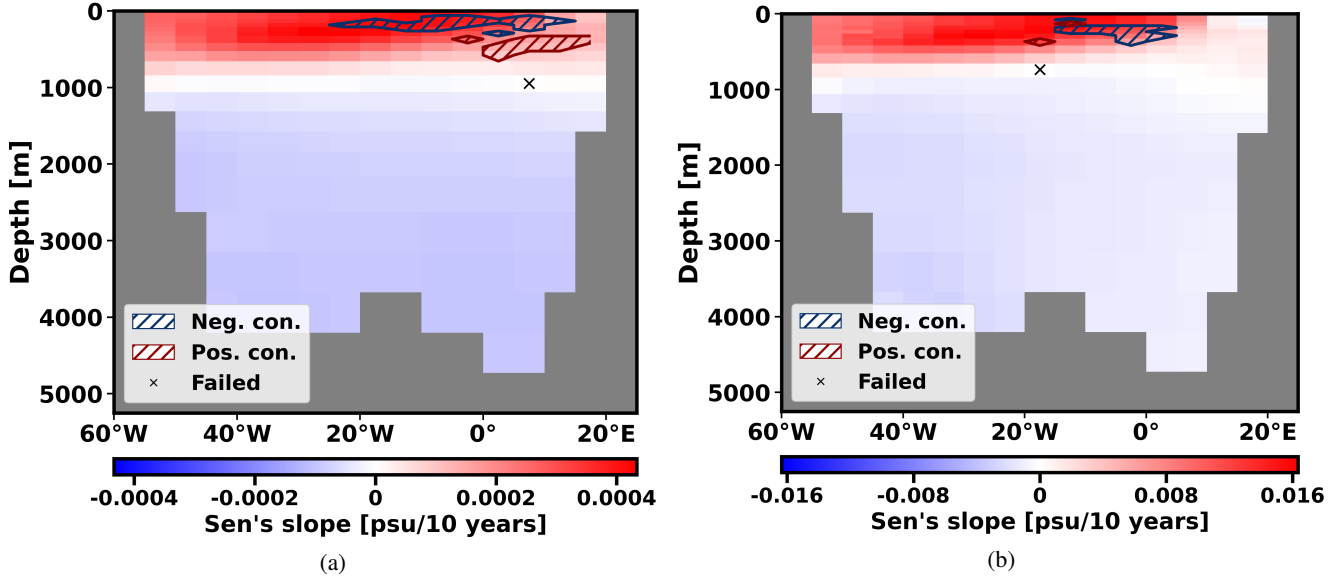 0
1000
2000
3000
4000
5000
Depth [m]
Neg. con.
Pos. con.
Failed
60°W 40°W 20°W 0° 20°E
-0.0004 -0.0002 0 0.0002 0.0004
Sen's slope [psu/10 years]
(a)
0
1000
2000
3000
4000
5000
Depth [m]
Neg. con.
Pos. con.
Failed
60°W 40°W 20°W 0° 20°E
-0.016 -0.008 0 0.008 0.016
Sen's slope [psu/10 years]
(b)